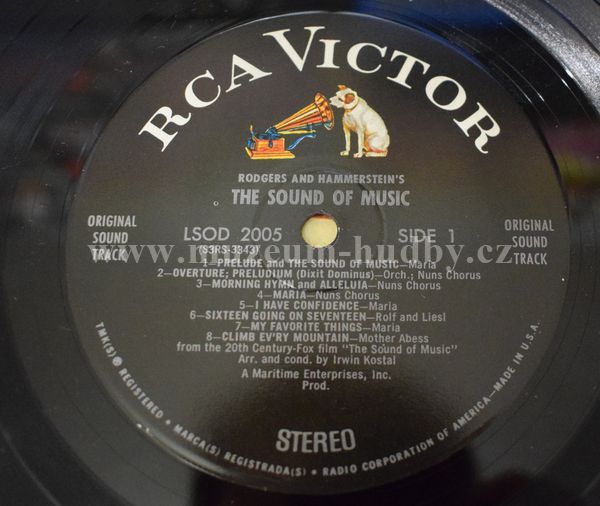 RCA VICTOR
RODGERS AND HAMMERSTEIN'S
THE SOUND OF MUSIC
ORIGINAL SOUND TRACK
LSOD 2005
(S3RS-3343)
SIDE 1
ORIGINAL SOUND TRACK
www.muzeum-hudby.cz
1—PRELUDE and THE SOUND OF MUSIC—Maria
2—OVERTURE; PRELUDIUM (Dixit Dominus)—Orch.; Nuns Chorus
3—MORNING HYMN and ALLELUIA—Nuns Chorus
4—MARIA—Nuns Chorus
5—I HAVE CONFIDENCE—Maria
6—SIXTEEN GOING ON SEVENTEEN—Rolf and Liesl
7—MY FAVORITE THINGS—Maria
8—CLIMB EV'RY MOUNTAIN—Mother Abess
from the 20th Century-Fox film "The Sound of Music"
Arr. and cond. by Irwin Kostal
A Maritime Enterprises, Inc.
Prod.
STEREO
TMK(S) ® REGISTERED • MARCA(S) REGISTRADA(S) • RADIO CORPORATION OF AMERICA—MADE IN U.S.A.